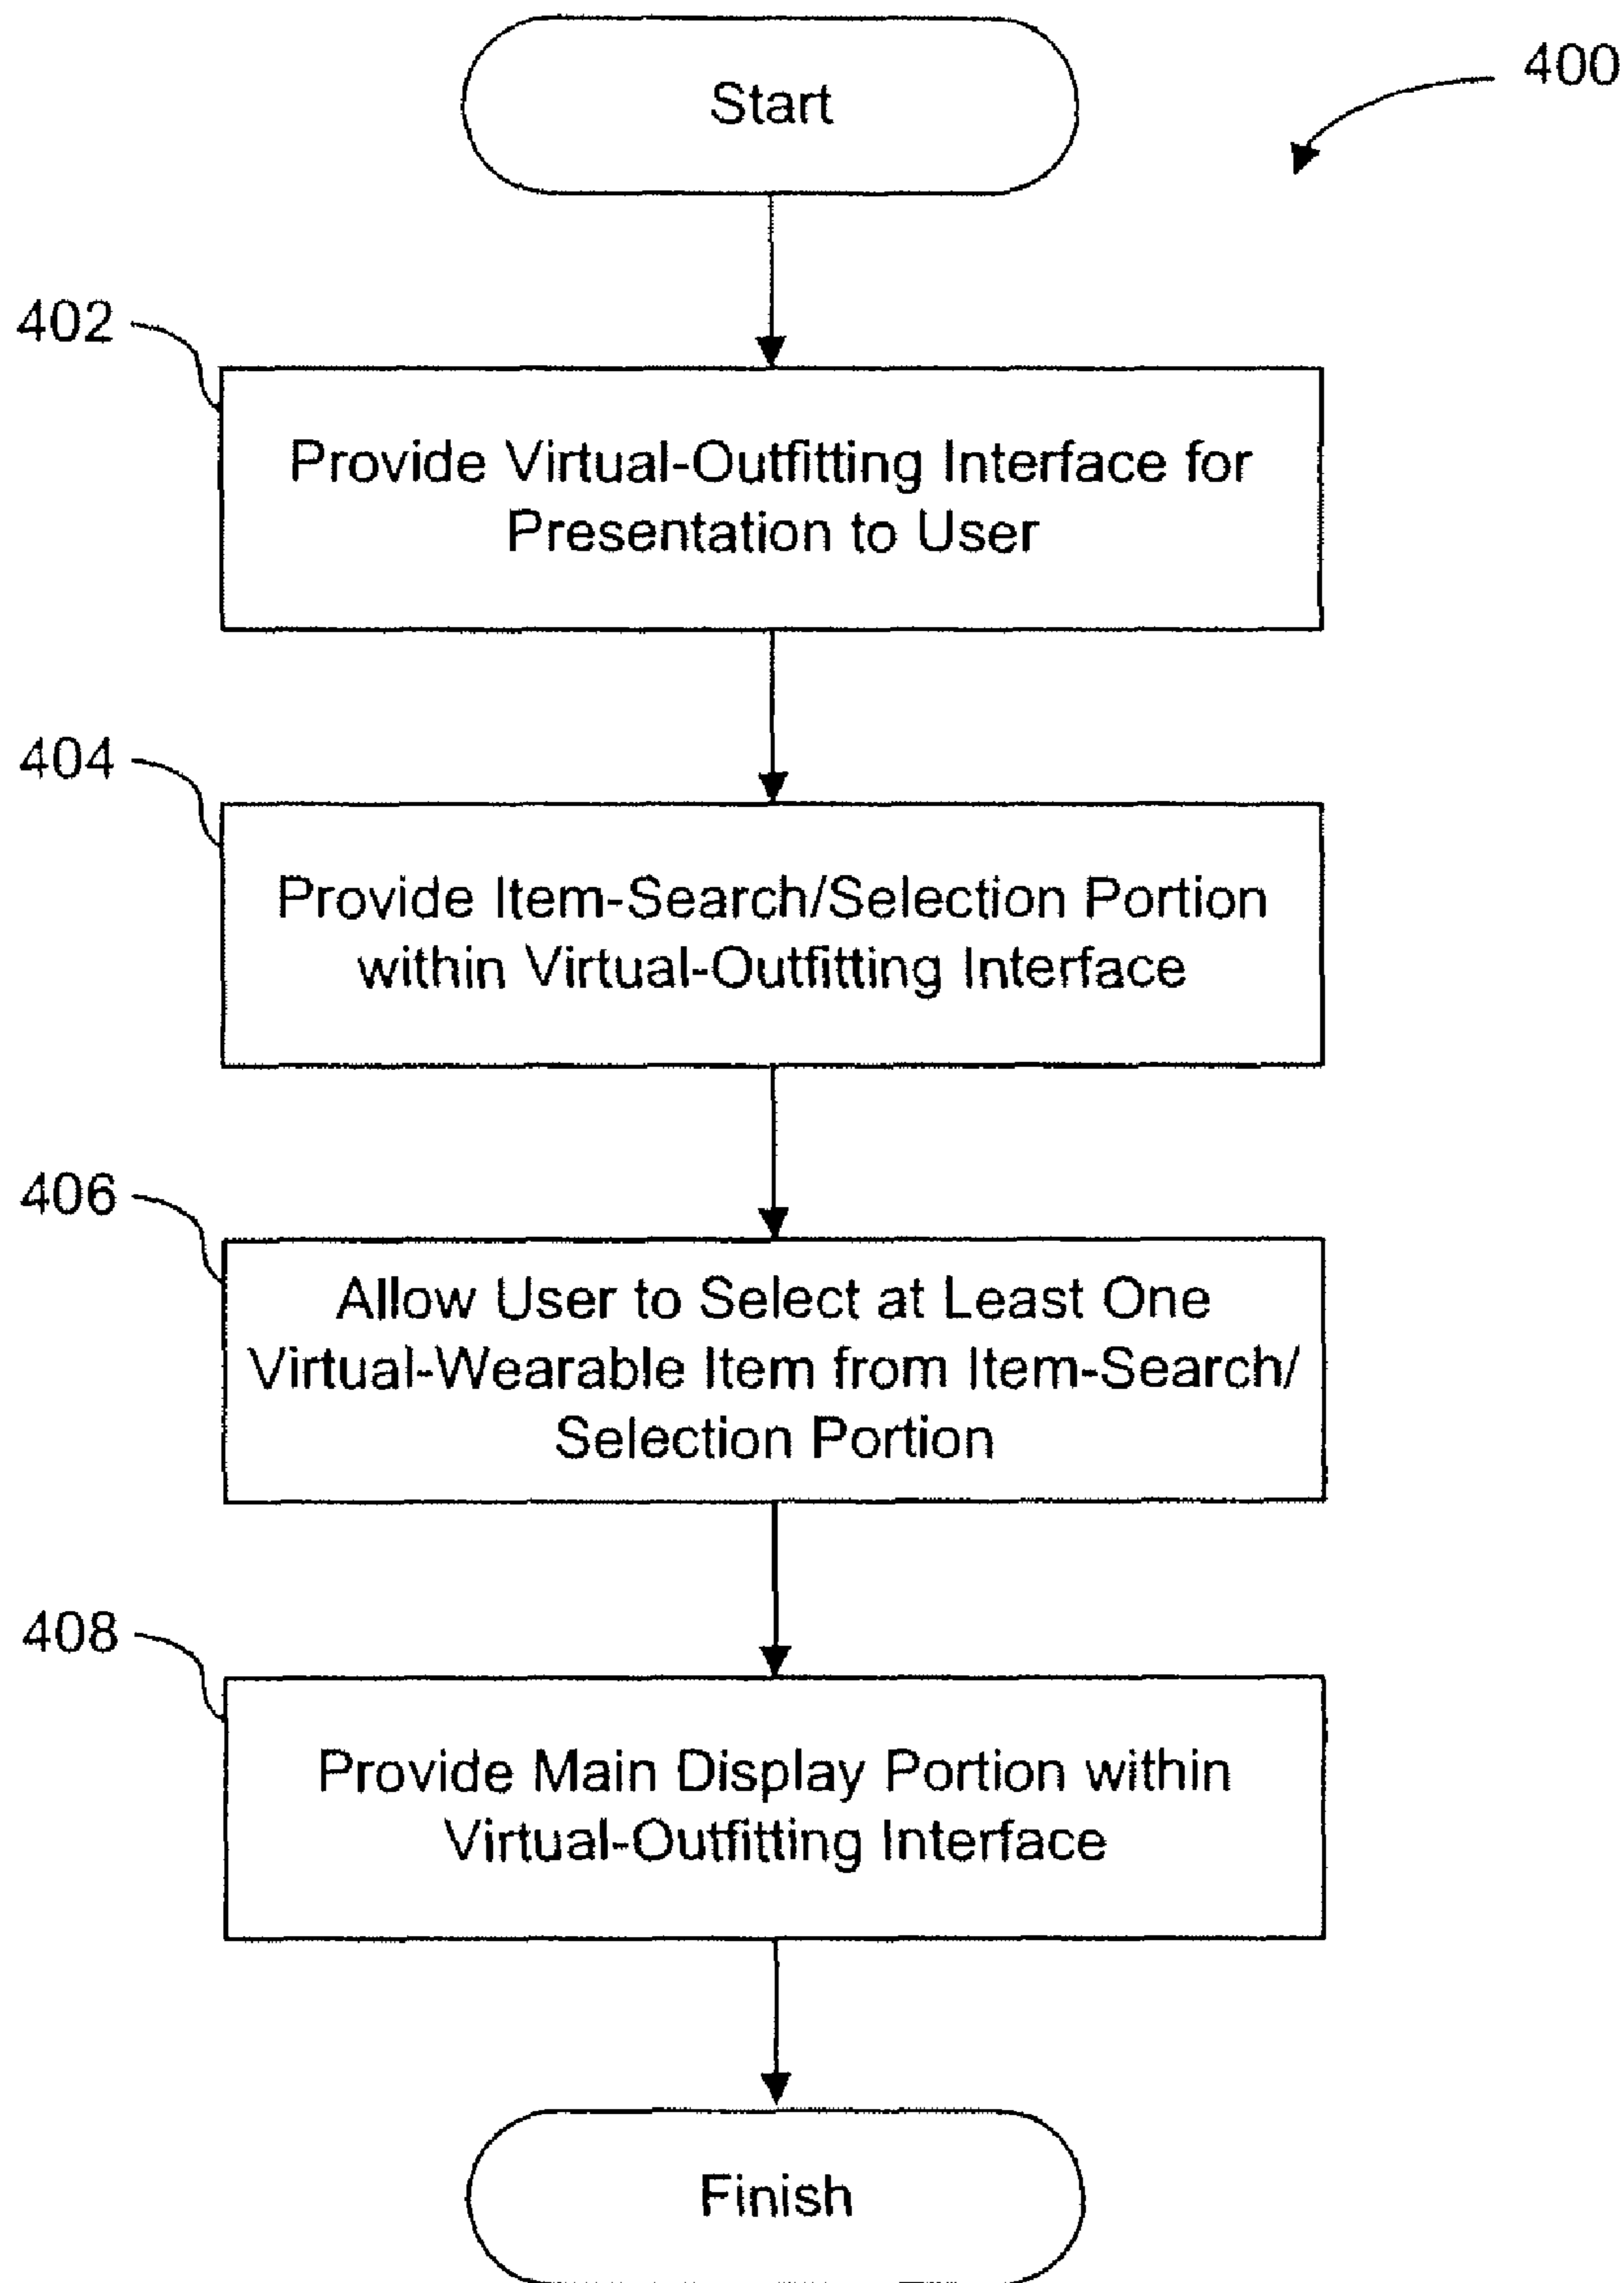 Start
400
402
Provide Virtual-Outfitting Interface for
Presentation to User
404
Provide Item-Search/Selection Portion
within Virtual-Outfitting Interface
406
Allow User to Select at Least One
Virtual-Wearable Item from Item-Search/
Selection Portion
408
Provide Main Display Portion within
Virtual-Outfitting Interface
Finish